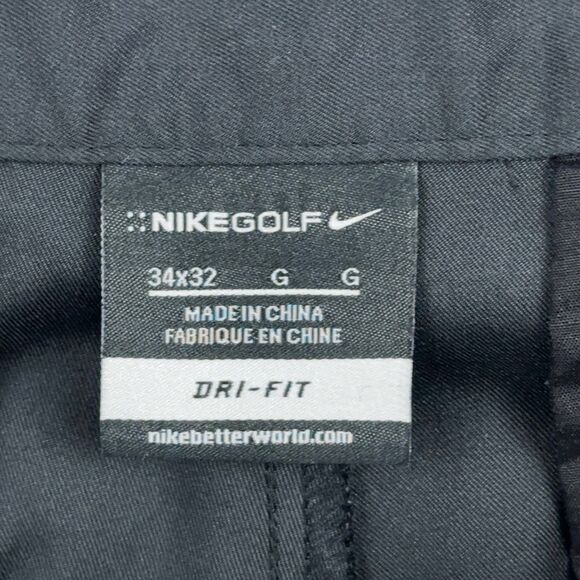 NIKEGOLF
34x32 G G
MADE IN CHINA
FABRIQUE EN CHINE
DRI-FIT
nikebetterworld.com